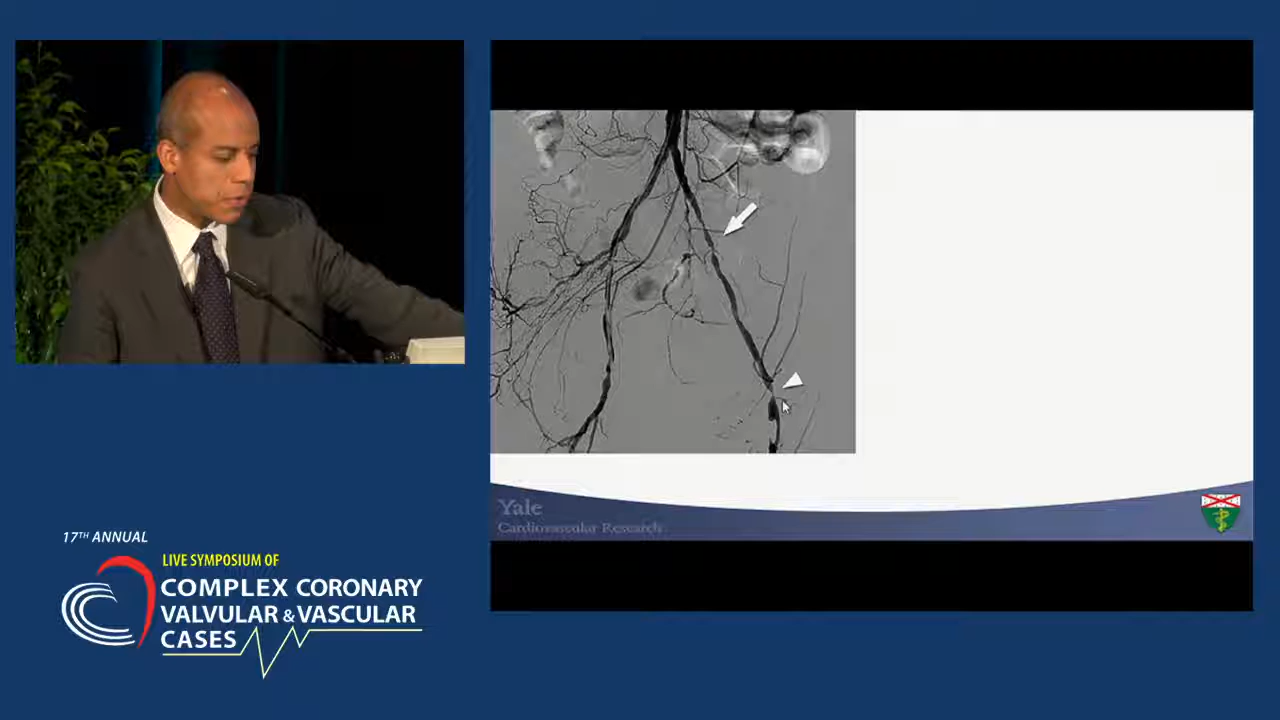 Yale
Cardiovascular Research
17TH ANNUAL
LIVE SYMPOSIUM OF
COMPLEX CORONARY
VALVULAR & VASCULAR
CASES